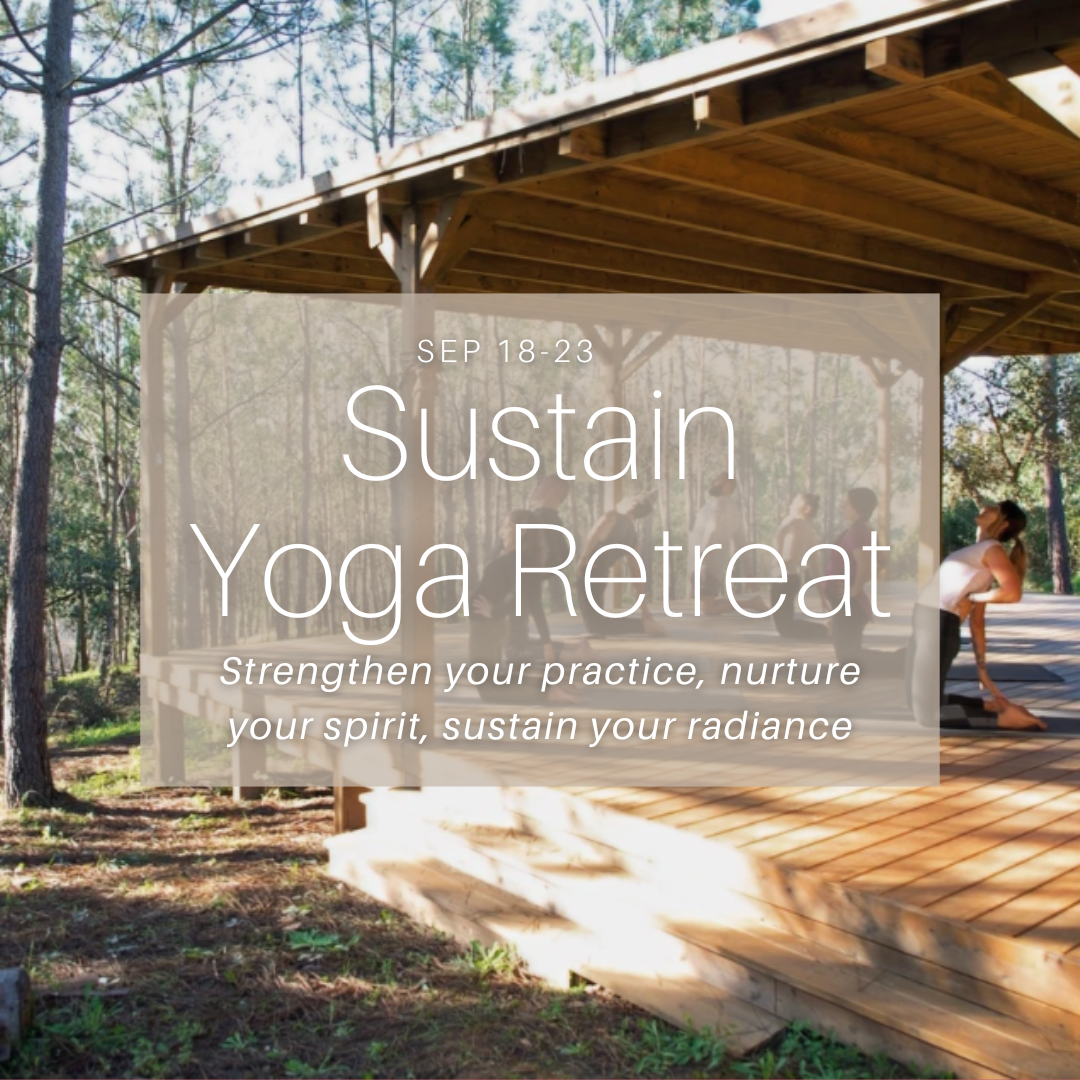 SEP 18-23
Sustain
Yoga Retreat
Strengthen your practice, nurture
your spirit, sustain your radiance